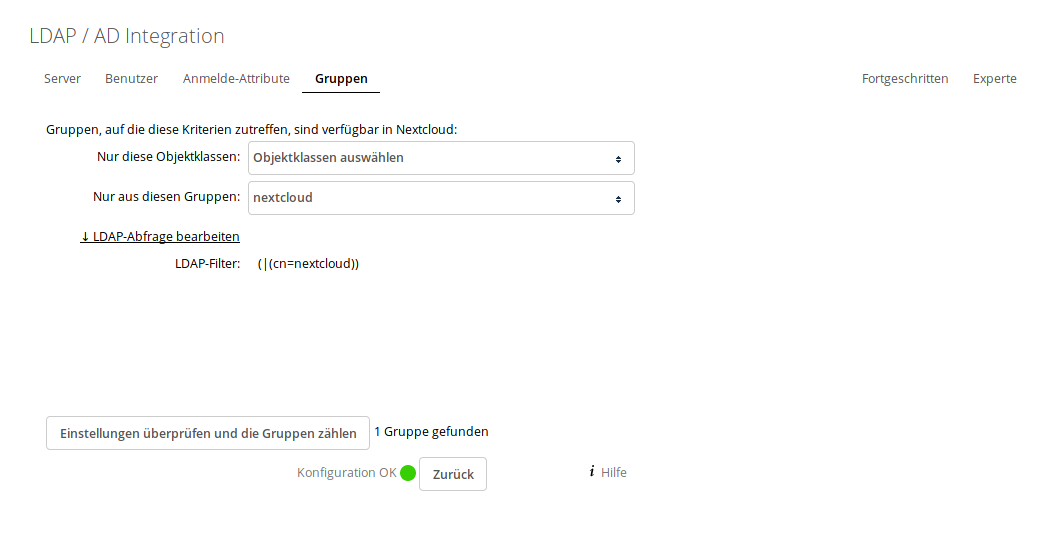 LDAP / AD Integration
Server Benutzer Anmelde-Attribute Gruppen Fortgeschritten Experte
Gruppen, auf die diese Kriterien zutreffen, sind verfügbar in Nextcloud:
Nur diese Objektklassen: Objektklassen auswählen
Nur aus diesen Gruppen: nextcloud
↓ LDAP-Abfrage bearbeiten
LDAP-Filter: (|(cn=nextcloud))
Einstellungen überprüfen und die Gruppen zählen 1 Gruppe gefunden
Konfiguration OK Zurück i Hilfe